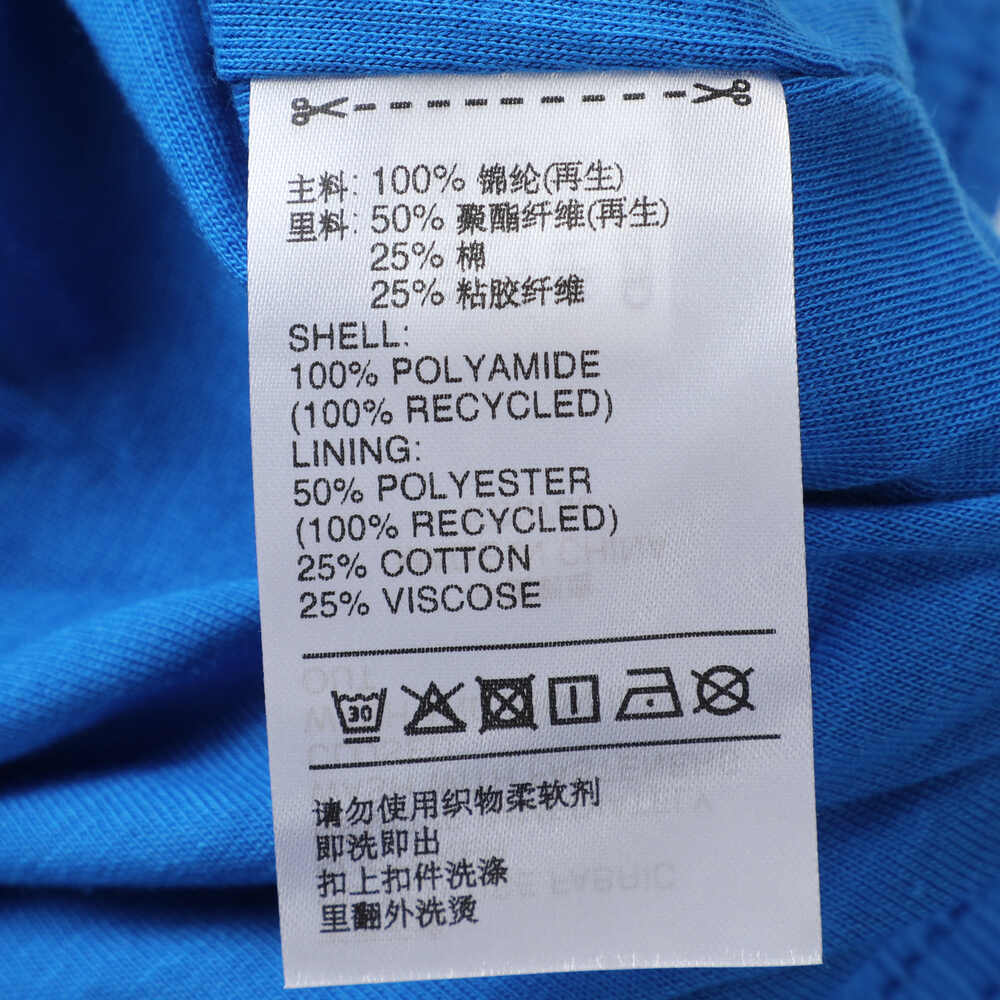 主料: 100% 锦纶(再生)
里料: 50% 聚酯纤维(再生)
25% 棉
25% 粘胶纤维
SHELL:
100% POLYAMIDE
(100% RECYCLED)
LINING:
50% POLYESTER
(100% RECYCLED)
25% COTTON
25% VISCOSE
30
请勿使用织物柔软剂
即洗即出
扣上扣件洗涤
里翻外洗烫